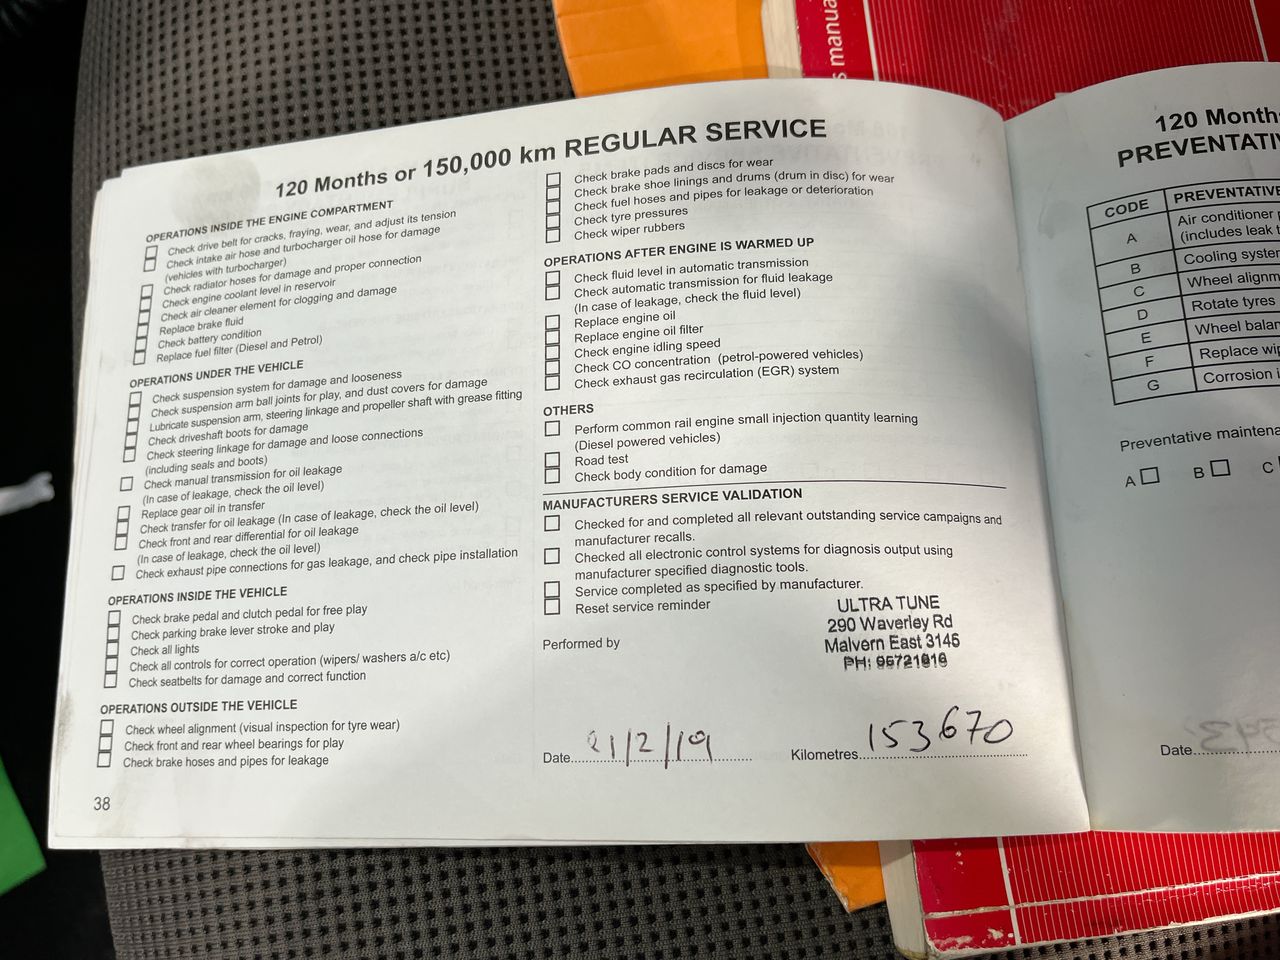 s manua
120 Months or 150,000 km REGULAR SERVICE
OPERATIONS INSIDE THE ENGINE COMPARTMENT
Check drive belt for cracks, fraying, wear, and adjust its tension
Check intake air hose and turbocharger oil hose for damage
(vehicles with turbocharger)
Check radiator hoses for damage and proper connection
Check engine coolant level in reservoir
Check air cleaner element for clogging and damage
Replace brake fluid
Check battery condition
Replace fuel filter (Diesel and Petrol)
OPERATIONS UNDER THE VEHICLE
Check suspension system for damage and looseness
Check suspension arm ball joints for play, and dust covers for damage
Lubricate suspension arm, steering linkage and propeller shaft with grease fitting
Check driveshaft boots for damage
Check steering linkage for damage and loose connections
(including seals and boots)
Check manual transmission for oil leakage
(In case of leakage, check the oil level)
Replace gear oil in transfer
Check transfer for oil leakage (In case of leakage, check the oil level)
Check front and rear differential for oil leakage
(In case of leakage, check the oil level)
Check exhaust pipe connections for gas leakage, and check pipe installation
OPERATIONS INSIDE THE VEHICLE
Check brake pedal and clutch pedal for free play
Check parking brake lever stroke and play
Check all lights
Check all controls for correct operation (wipers/ washers a/c etc)
Check seatbelts for damage and correct function
OPERATIONS OUTSIDE THE VEHICLE
Check wheel alignment (visual inspection for tyre wear)
Check front and rear wheel bearings for play
Check brake hoses and pipes for leakage
38
Check brake pads and discs for wear
Check brake shoe linings and drums (drum in disc) for wear
Check fuel hoses and pipes for leakage or deterioration
Check tyre pressures
Check wiper rubbers
OPERATIONS AFTER ENGINE IS WARMED UP
Check fluid level in automatic transmission
Check automatic transmission for fluid leakage
(In case of leakage, check the fluid level)
Replace engine oil
Replace engine oil filter
Check engine idling speed
Check CO concentration (petrol-powered vehicles)
Check exhaust gas recirculation (EGR) system
OTHERS
Perform common rail engine small injection quantity learning
(Diesel powered vehicles)
Road test
Check body condition for damage
MANUFACTURERS SERVICE VALIDATION
Checked for and completed all relevant outstanding service campaigns and
manufacturer recalls.
Checked all electronic control systems for diagnosis output using
manufacturer specified diagnostic tools.
Service completed as specified by manufacturer.
Reset service reminder
Performed by
ULTRA TUNE
290 Waverley Rd
Malvern East 3145
PH:
Date 21/2/19 Kilometres 153670
120 Month
PREVENTATI
CODE PREVENTATIVE
A Air conditioner
(includes leak t
B Cooling system
C Wheel alignm
D Rotate tyres
E Wheel balan
F Replace wip
G Corrosion i
Preventative maintena
A B C
Date